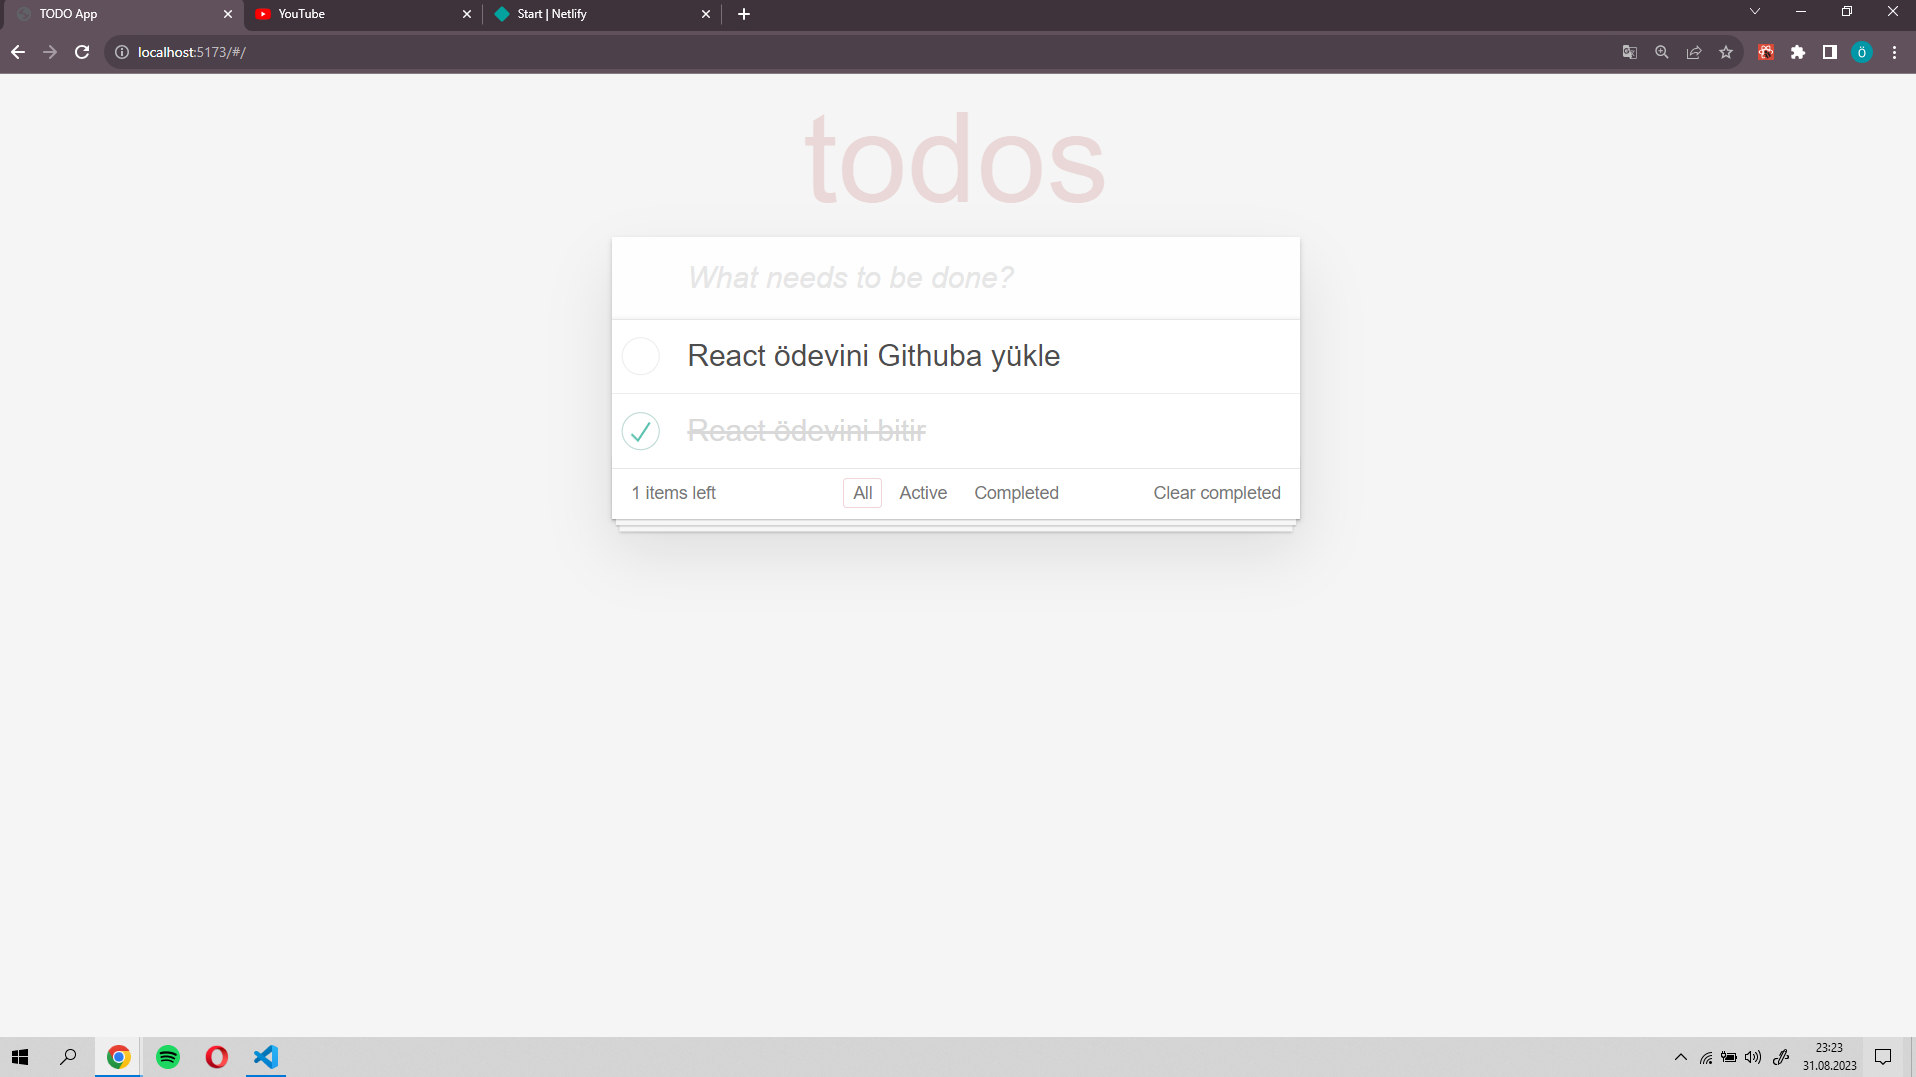 TODO App
YouTube
Start | Netlify
localhost:5173/#/
Ö
todos
What needs to be done?
React ödevini Githuba yükle
React ödevini bitir
1 items left
All
Active
Completed
Clear completed
23:23
31.08.2023